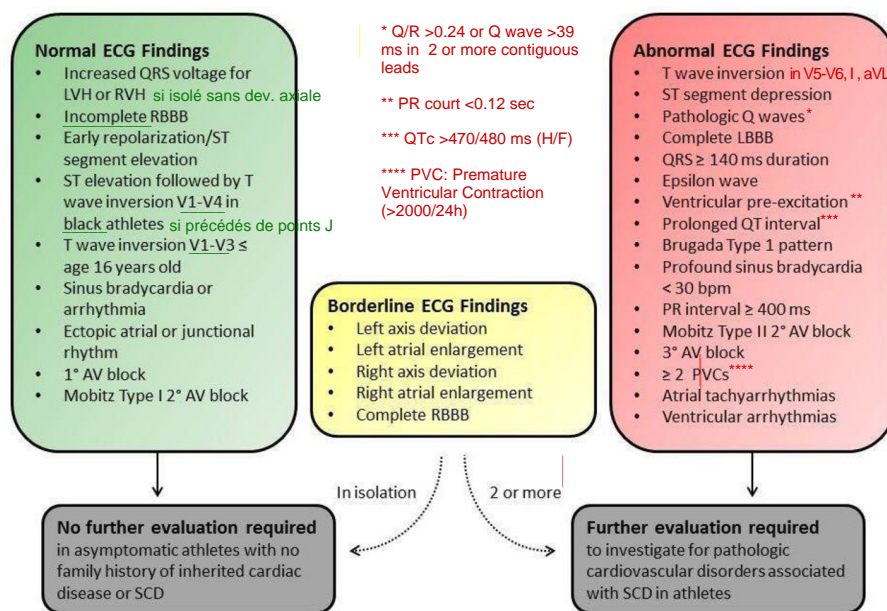 Normal ECG Findings
• Increased QRS voltage for
LVH or RVH si isolé sans dev. axiale
• Incomplete RBBB
• Early repolarization/ST
segment elevation
• ST elevation followed by T
wave inversion V1-V4 in
black athletes si précédés de points J
• T wave inversion V1-V3 ≤
age 16 years old
• Sinus bradycardia or
arrhythmia
• Ectopic atrial or junctional
rhythm
• 1° AV block
• Mobitz Type I 2° AV block
* Q/R >0.24 or Q wave >39
ms in 2 or more contiguous
leads
** PR court <0.12 sec
*** QTc >470/480 ms (H/F)
**** PVC: Premature
Ventricular Contraction
(>2000/24h)
Borderline ECG Findings
• Left axis deviation
• Left atrial enlargement
• Right axis deviation
• Right atrial enlargement
• Complete RBBB
Abnormal ECG Findings
• T wave inversion in V5-V6, I , aVL
• ST segment depression
• Pathologic Q waves *
• Complete LBBB
• QRS ≥ 140 ms duration
• Epsilon wave
• Ventricular pre-excitation **
• Prolonged QT interval ***
• Brugada Type 1 pattern
• Profound sinus bradycardia
< 30 bpm
• PR interval ≥ 400 ms
• Mobitz Type II 2° AV block
• 3° AV block
• ≥ 2 PVCs ****
• Atrial tachyarrhythmias
• Ventricular arrhythmias
In isolation
2 or more
No further evaluation required
in asymptomatic athletes with no
family history of inherited cardiac
disease or SCD
Further evaluation required
to investigate for pathologic
cardiovascular disorders associated
with SCD in athletes